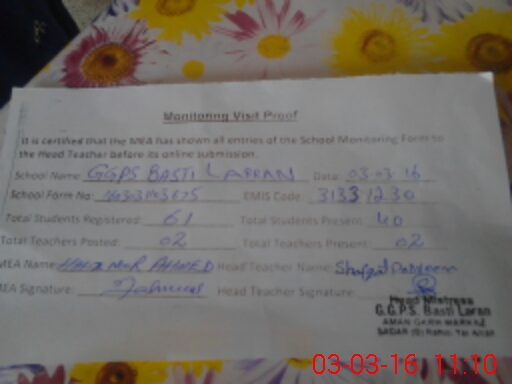 Monitoring Visit Proof
It is certified that the MEA has shown all entries of the School Monitoring Form to
the Head Teacher before its online submission.
School Name: GGPS BASTI LARRAN Date: 03-03-16
School Form No: EMIS Code: 31331230
Total Students Registered: 61 Total Students Present: 40
Total Teachers Posted: 02 Total Teachers Present: 02
MEA Name: AHMED Head Teacher Name: Parveen
MEA Signature: Head Teacher Signature:
Head Mistress
G.G.P.S. Basti Laran
03-03-16 11:10